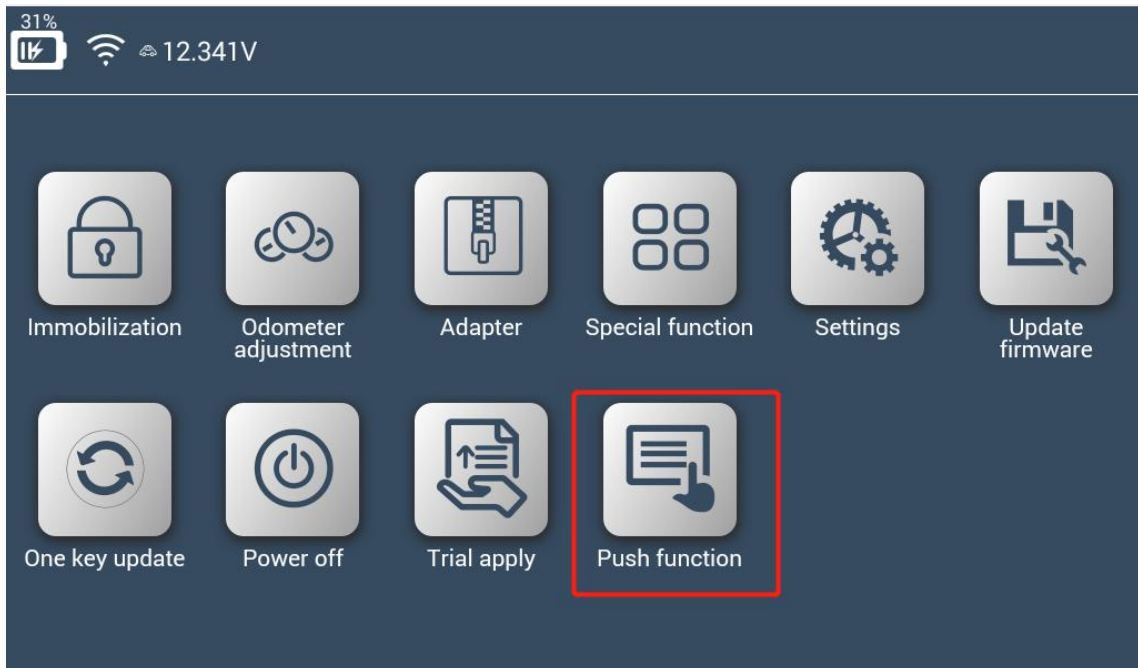 31%
12.341V
Immobilization
Odometer
adjustment
Adapter
Special function
Settings
Update
firmware
One key update
Power off
Trial apply
Push function